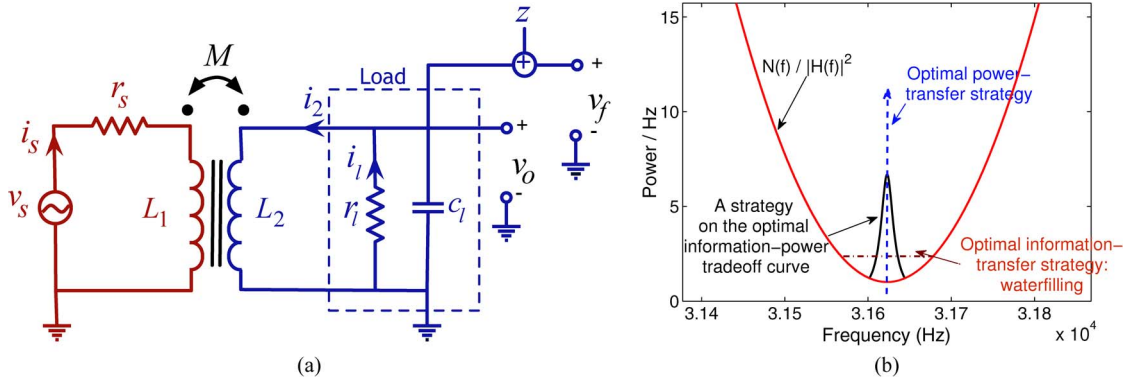 M
r_s
i_s
v_s
L_1
L_2
i_2
Load
i_l
r_l
c_l
z
+
+
-
v_o
+
-
v_f
(a)
15
10
5
0
Power / Hz
N(f) / |H(f)|^2
Optimal power-
transfer strategy
A strategy
on the optimal
information-power
tradeoff curve
Optimal information-
transfer strategy:
waterfilling
3.14
3.15
3.16
3.17
3.18
x 10^4
Frequency (Hz)
(b)